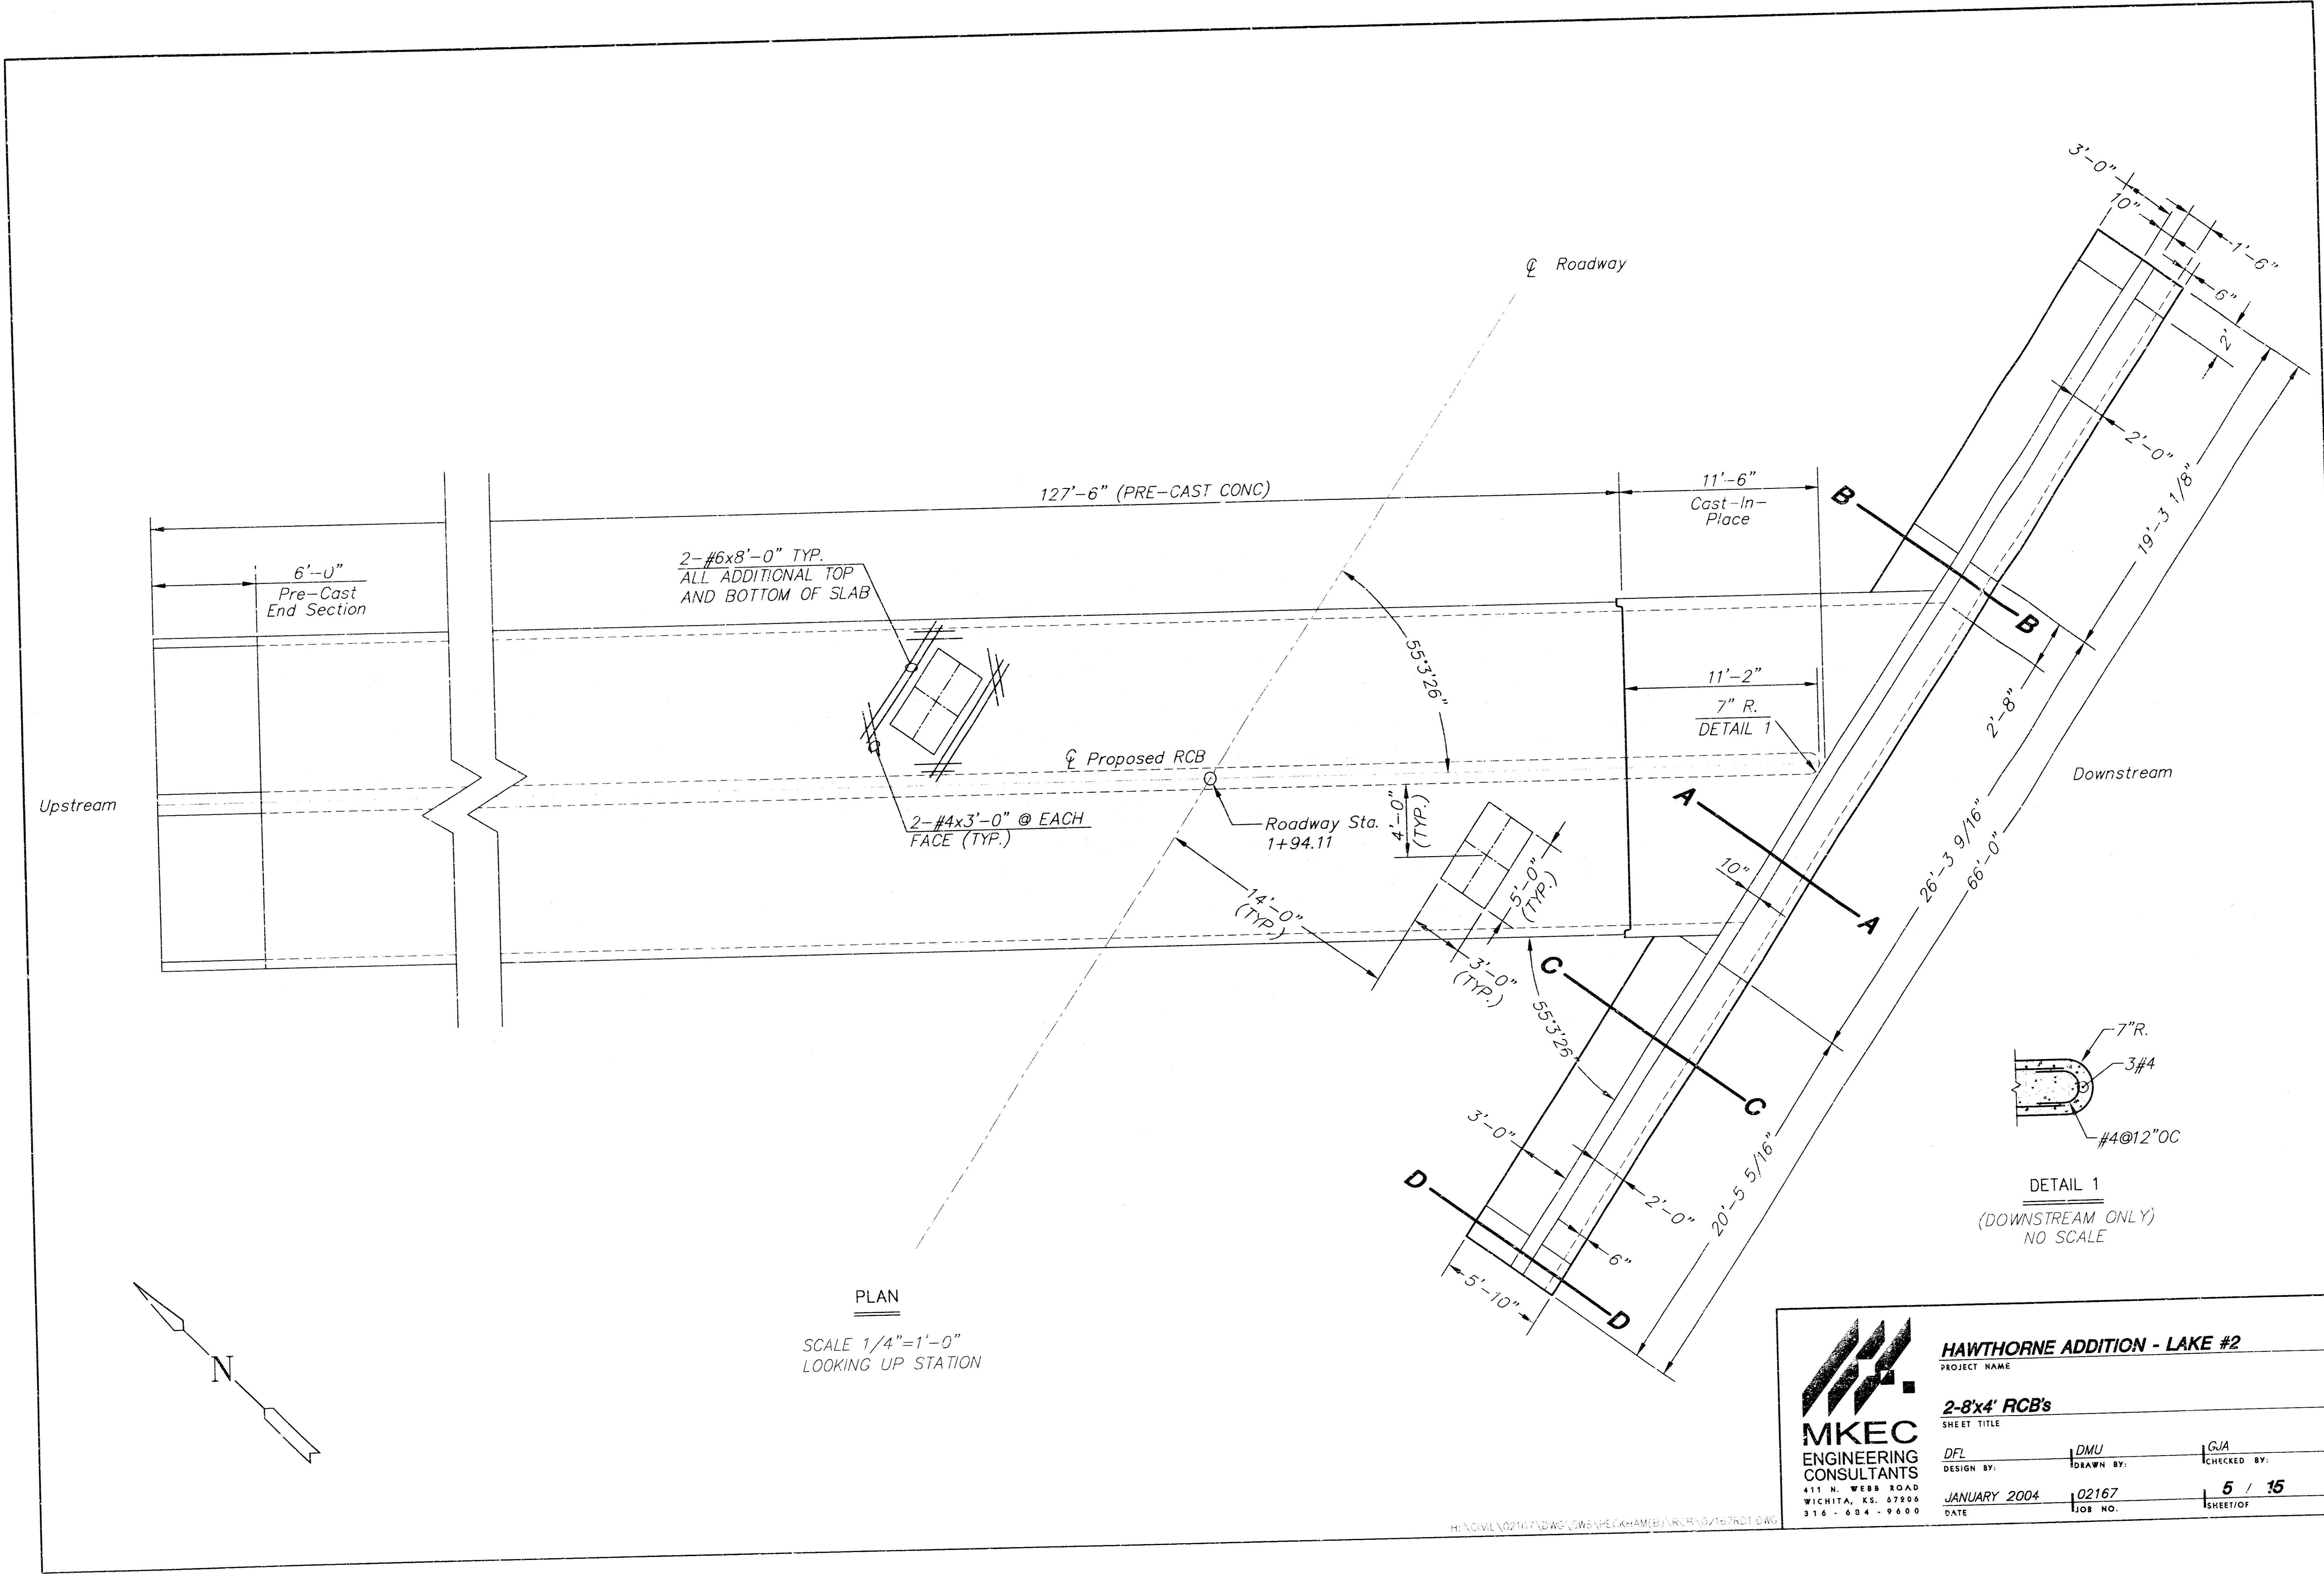 3'-0"
10"
1'-6"
6"
2'
℄ Roadway
2'-0"
19'-3 1/8"
127'-6" (PRE-CAST CONC)
11'-6"
Cast-In-
Place
B
B
2-#6x8'-0" TYP.
ALL ADDITIONAL TOP
AND BOTTOM OF SLAB
6'-0"
Pre-Cast
End Section
55°3'26"
11'-2"
7" R.
DETAIL 1
2'-8"
℄ Proposed RCB
Upstream
Downstream
2-#4x3'-0" @ EACH
FACE (TYP.)
Roadway Sta.
1+94.11
4'-0"
(TYP.)
A
A
10"
26'-3 9/16"
66'-0"
14'-0"
(TYP.)
5'-0"
(TYP.)
3'-0"
(TYP.)
C
C
55°3'26"
7"R.
3#4
#4@12"OC
DETAIL 1
(DOWNSTREAM ONLY)
NO SCALE
3'-0"
2'-0"
20'-5 5/16"
6"
D
D
5'-10"
N
PLAN
SCALE 1/4"=1'-0"
LOOKING UP STATION
MKEC
ENGINEERING
CONSULTANTS
411 N. WEBB ROAD
WICHITA, KS. 67206
316 - 684 - 9600
HAWTHORNE ADDITION - LAKE #2
PROJECT NAME
2-8'x4' RCB's
SHEET TITLE
DFL DMU GJA
DESIGN BY: DRAWN BY: CHECKED BY:
JANUARY 2004 02167 5 / 15
DATE JOB NO. SHEET/OF